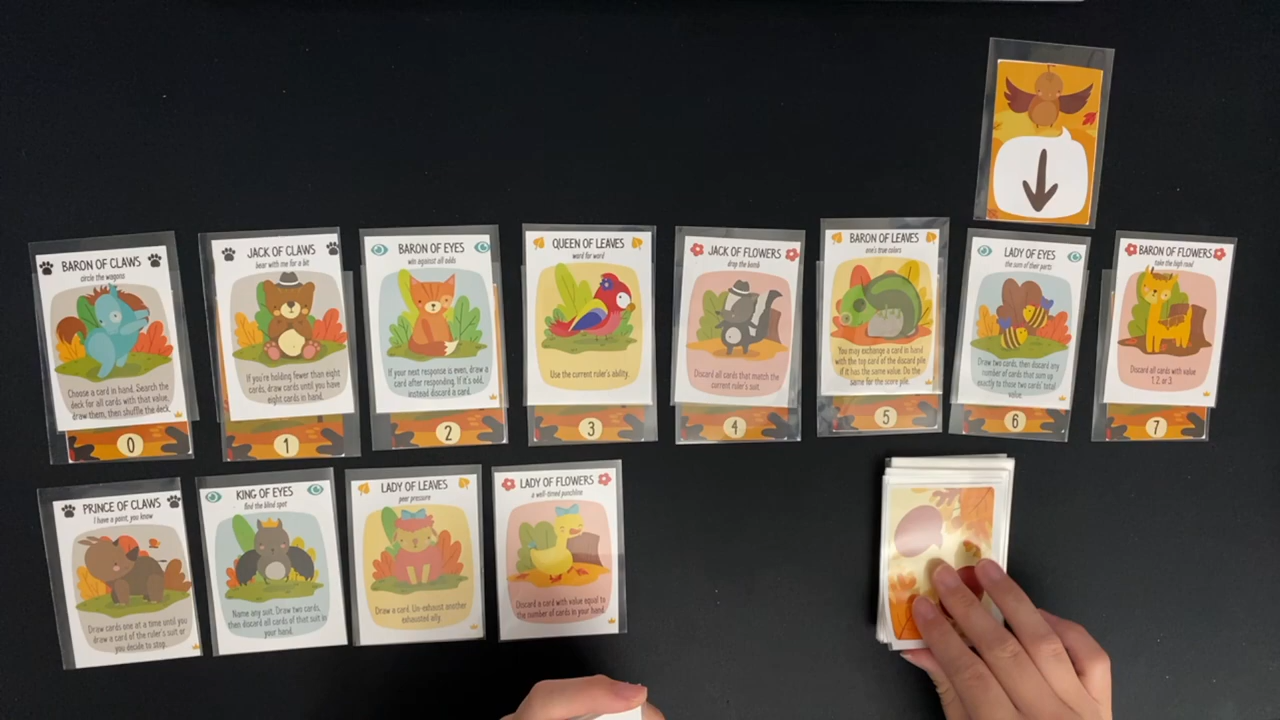 BARON OF CLAWS
circle the wagons
Choose a card in hand. Search the
deck for all cards with that value,
draw them, then shuffle the deck.
0
JACK OF CLAWS
bear with me for a bit
If you're holding fewer than eight
cards, draw cards until you have
eight cards in hand.
1
BARON OF EYES
win against all odds
If your next response is even, draw a
card after responding. If it's odd,
instead discard a card.
2
QUEEN OF LEAVES
word for word
Use the current ruler's ability.
3
JACK OF FLOWERS
drop the bomb
Discard all cards that match the
current ruler's suit.
4
BARON OF LEAVES
one's true colors
You may exchange a card in hand
with the top card of the discard pile
if it has the same value. Do the
same for the score pile.
5
LADY OF EYES
the sum of their parts
Draw two cards, then discard any
number of cards that sum up
exactly to those two cards' total
value.
6
BARON OF FLOWERS
take the high road
Discard all cards with value
1, 2, or 3.
7
PRINCE OF CLAWS
I have a point, you know
Draw cards one at a time until you
draw a card of the ruler's suit or
you decide to stop.
KING OF EYES
find the blind spot
Name any suit. Draw two cards,
then discard all cards of that suit in
your hand.
LADY OF LEAVES
peer pressure
Draw a card. Un-exhaust another
exhausted ally.
LADY OF FLOWERS
a well-timed punchline
Discard a card with value equal to
the number of cards in your hand.